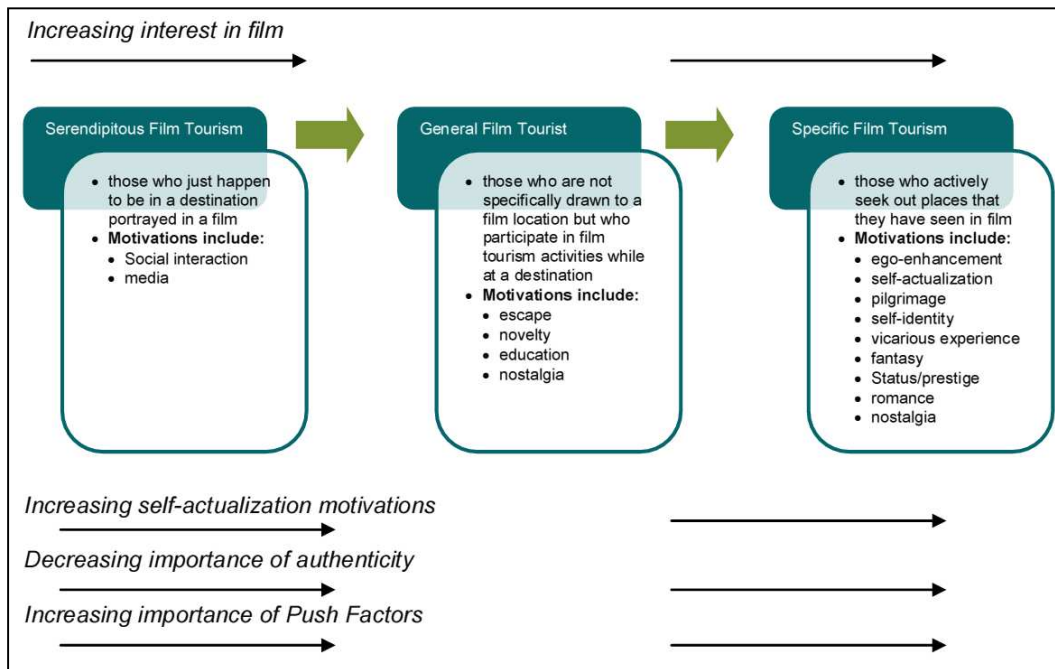 Increasing interest in film
Serendipitous Film Tourism
• those who just happen
to be in a destination
portrayed in a film
• Motivations include:
• Social interaction
• media
General Film Tourist
• those who are not
specifically drawn to a
film location but who
participate in film
tourism activities while
at a destination
• Motivations include:
• escape
• novelty
• education
• nostalgia
Specific Film Tourism
• those who actively
seek out places that
they have seen in film
• Motivations include:
• ego-enhancement
• self-actualization
• pilgrimage
• self-identity
• vicarious experience
• fantasy
• Status/prestige
• romance
• nostalgia
Increasing self-actualization motivations
Decreasing importance of authenticity
Increasing importance of Push Factors